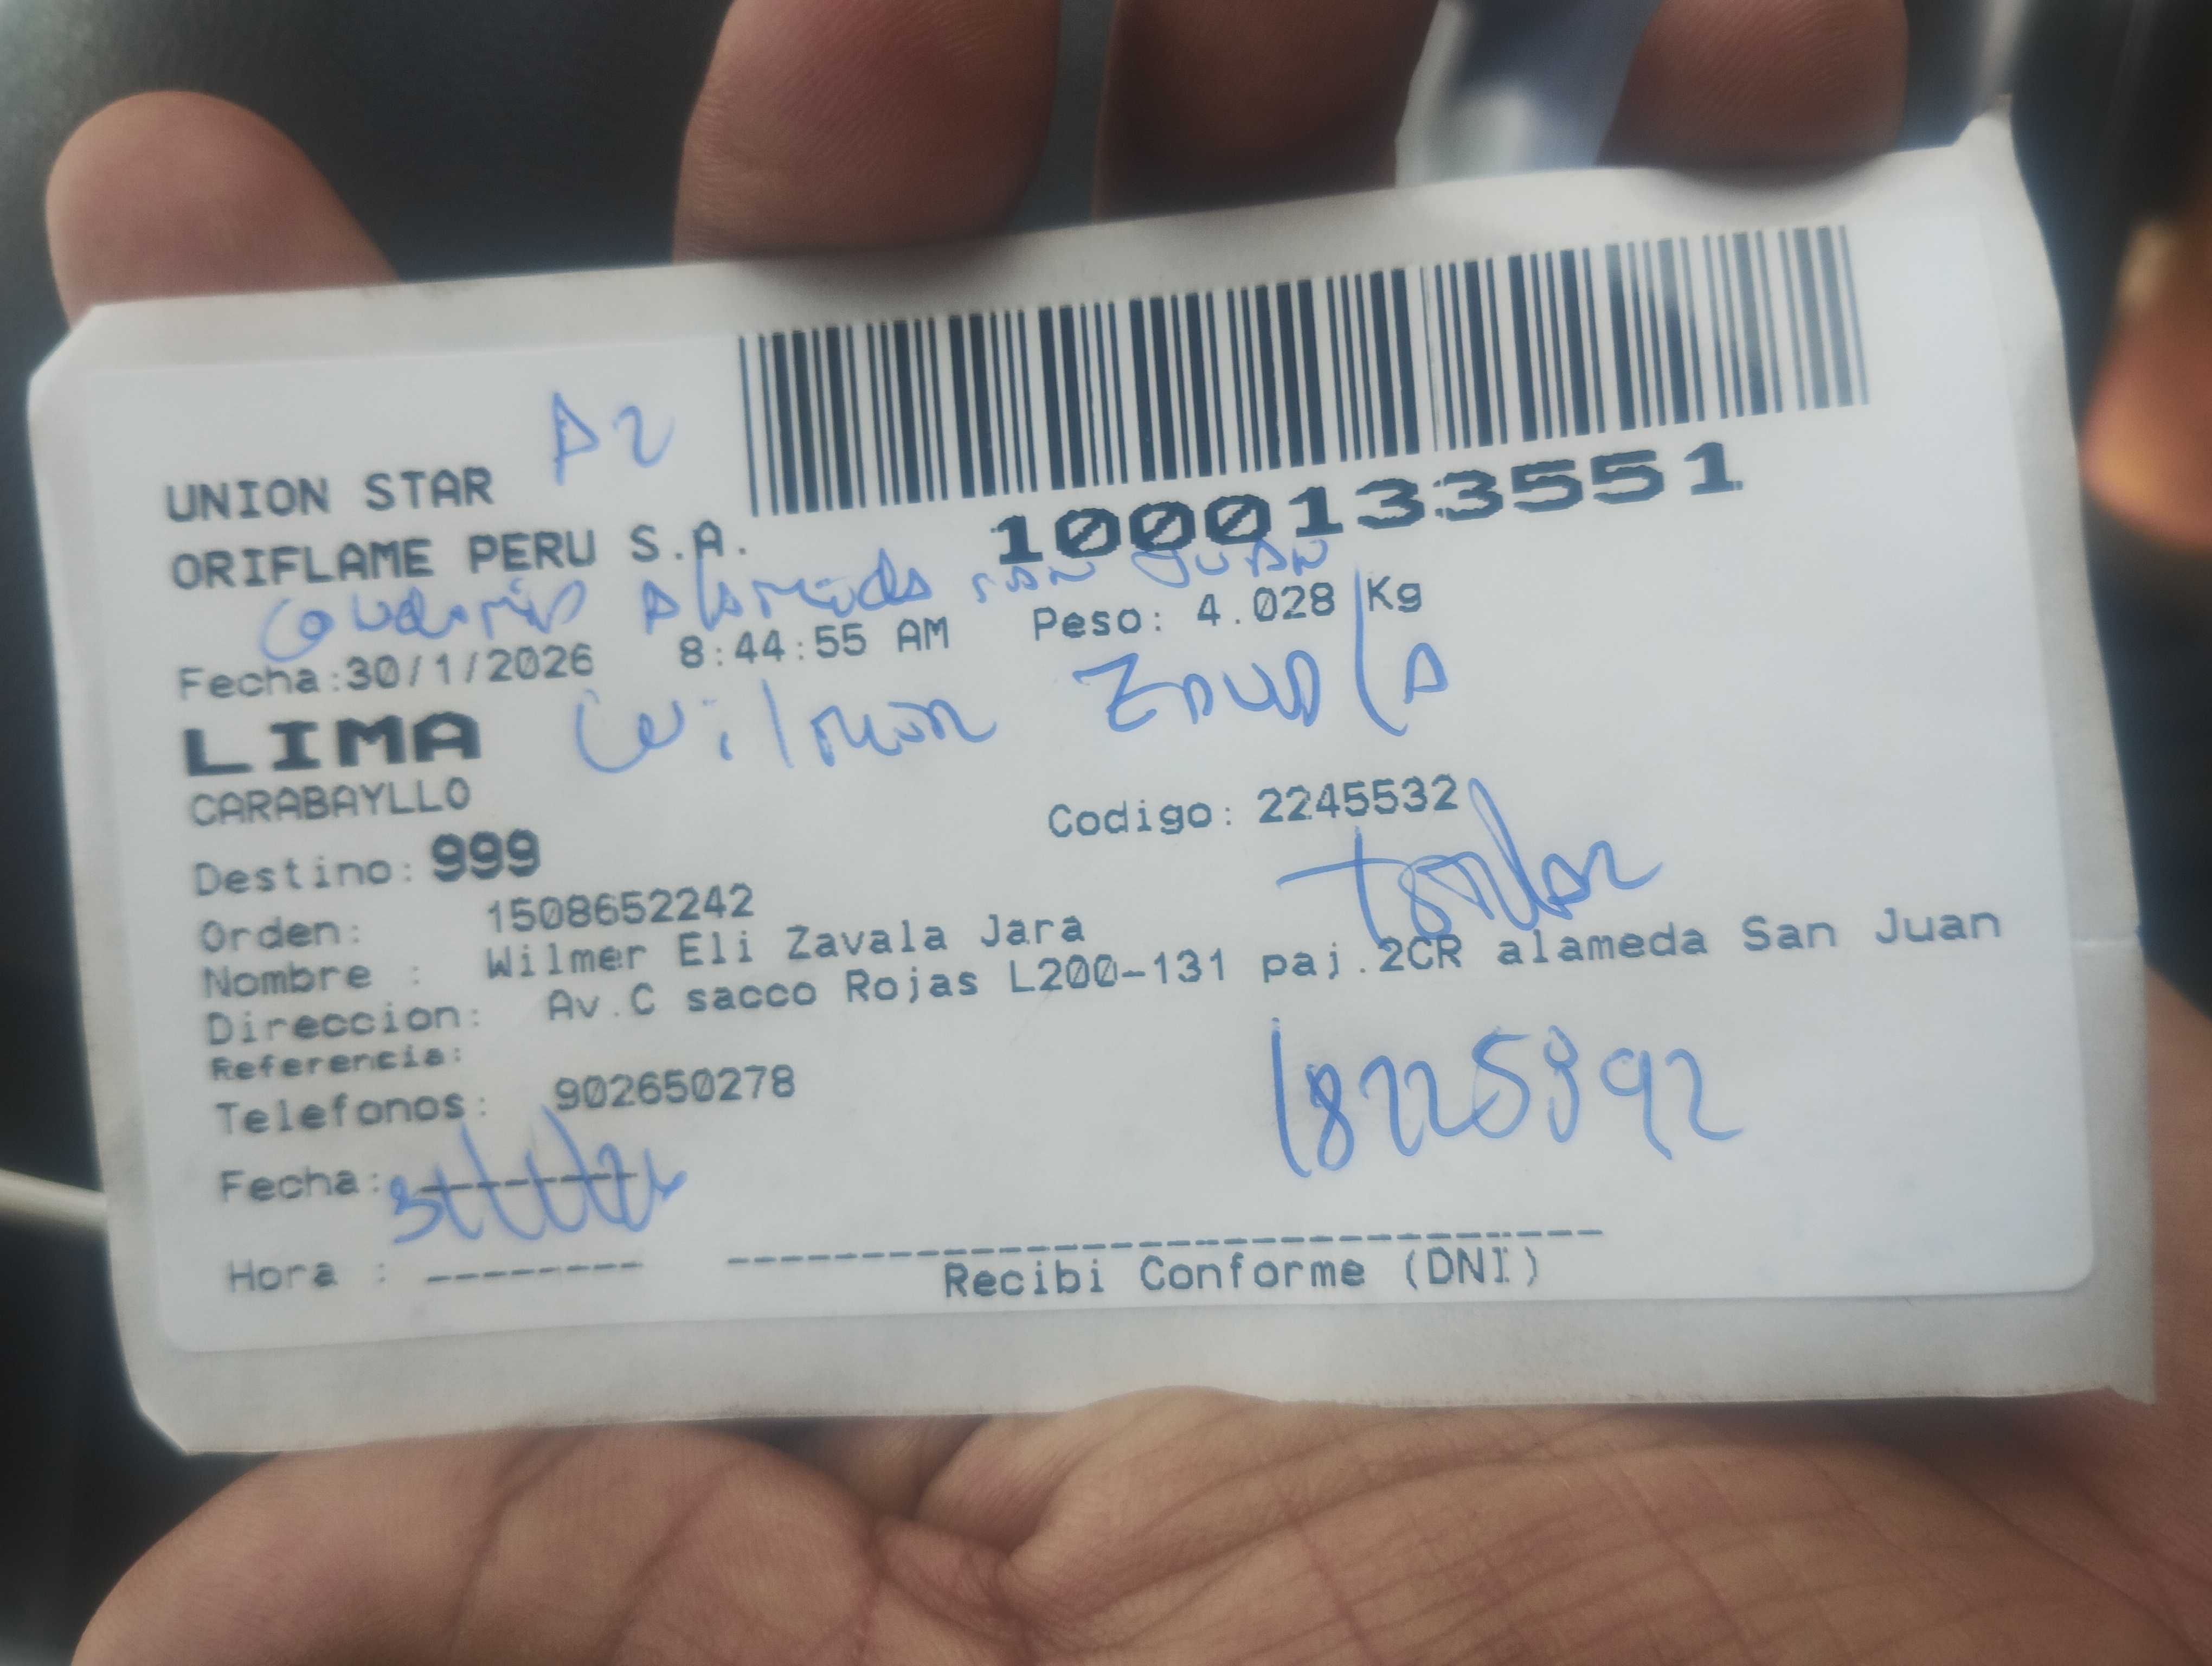 A2
UNION STAR
ORIFLAME PERU S.A.
1000133551
Alameda SAN JUAN
Fecha:30/1/2026 8:44:55 AM Peso: 4.028 Kg
LIMA
Wilmer ZAVALA
CARABAYLLO
Codigo: 2245532
Destino: 999
Orden: 1508652242
Nombre : Wilmer Eli Zavala Jara
Direccion: Av.C sacco Rojas L200-131 paj.2CR alameda San Juan
Referencia:
Telefonos: 902650278
18225892
Fecha:
Hora :
Recibi Conforme (DNI)